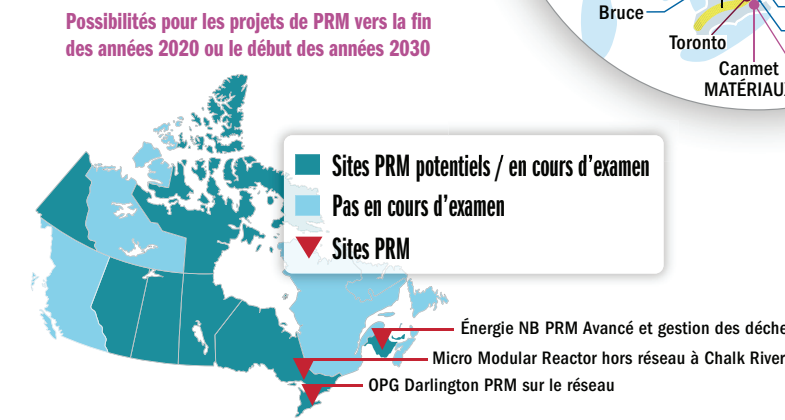 Possibilités pour les projets de PRM vers la fin
des années 2020 ou le début des années 2030
Bruce
Toronto
Canmet
Sites PRM potentiels / en cours d'examen
Pas en cours d'examen
Sites PRM
Énergie NB PRM Avancé et gestion des
Micro Modular Reactor hors réseau à Chalk River
OPG Darlington PRM sur le réseau